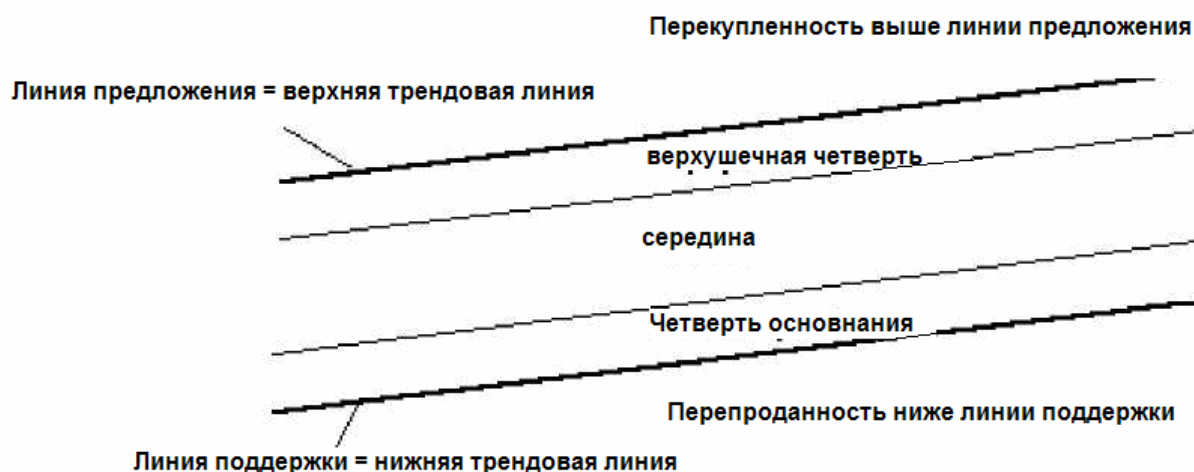 Перекупленность выше линии предложения
Линия предложения = верхняя трендовая линия
верхушечная четверть
середина
Четверть основнания
Перепроданность ниже линии поддержки
Линия поддержки = нижняя трендовая линия